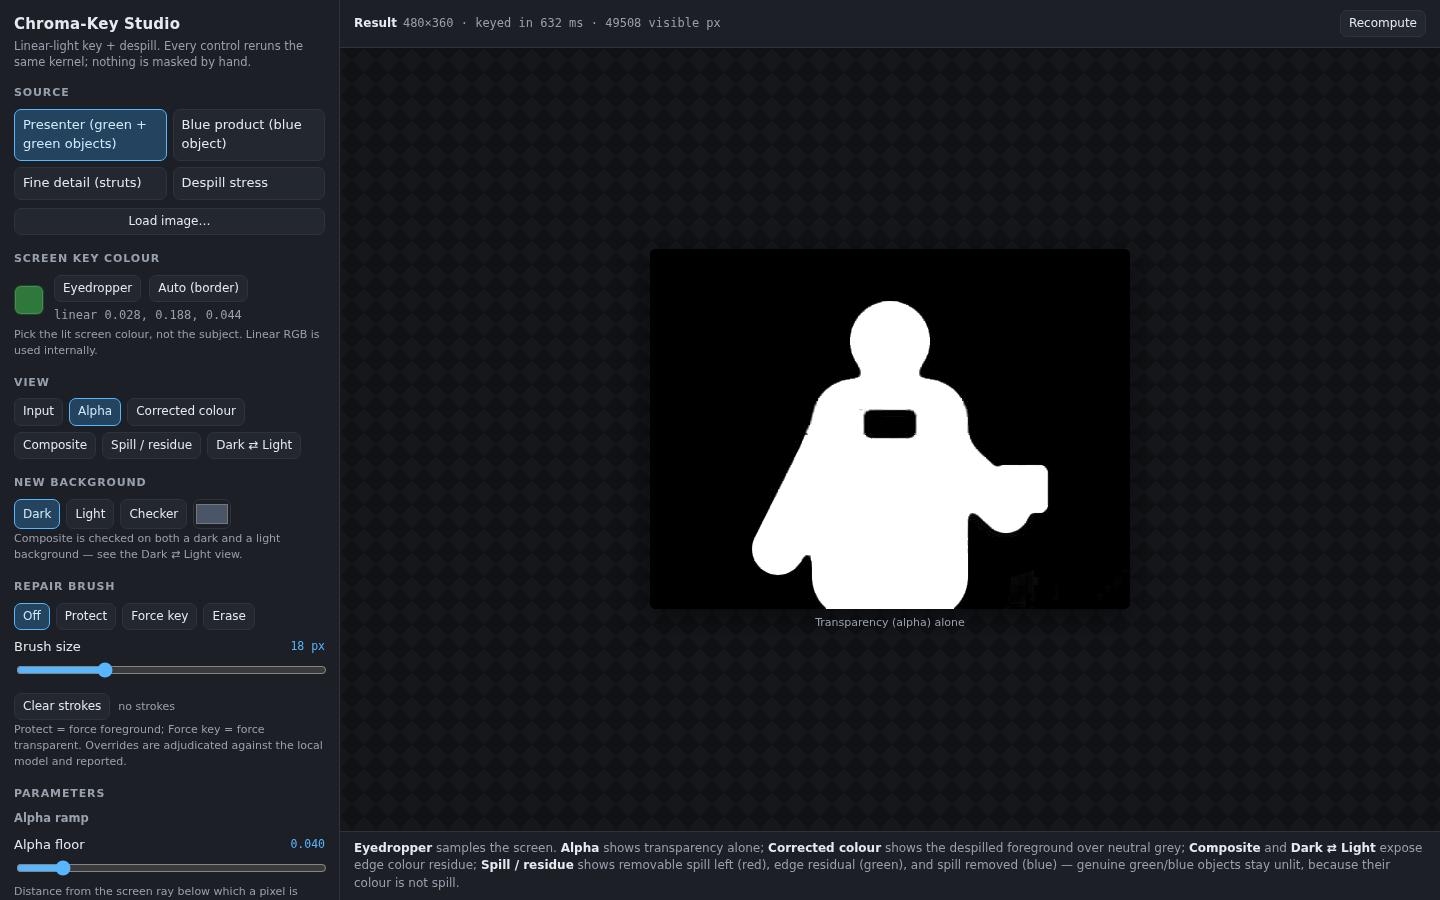 Chroma-Key Studio
Linear-light key + despill. Every control reruns the
same kernel; nothing is masked by hand.
SOURCE
Presenter (green +
green objects)
Blue product (blue
object)
Fine detail (struts)
Despill stress
Load image…
SCREEN KEY COLOUR
Eyedropper
Auto (border)
linear 0.028, 0.188, 0.044
Pick the lit screen colour, not the subject. Linear RGB is
used internally.
VIEW
Input
Alpha
Corrected colour
Composite
Spill / residue
Dark ⇄ Light
NEW BACKGROUND
Dark
Light
Checker
Composite is checked on both a dark and a light
background — see the Dark ⇄ Light view.
REPAIR BRUSH
Off
Protect
Force key
Erase
Brush size
18 px
Clear strokes
no strokes
Protect = force foreground; Force key = force
transparent. Overrides are adjudicated against the local
model and reported.
PARAMETERS
Alpha ramp
Alpha floor
0.040
Distance from the screen ray below which a pixel is
Result 480×360 · keyed in 632 ms · 49508 visible px
Recompute
Transparency (alpha) alone
Eyedropper samples the screen. Alpha shows transparency alone; Corrected colour shows the despilled foreground over neutral grey; Composite and Dark ⇄ Light expose
edge colour residue; Spill / residue shows removable spill left (red), edge residual (green), and spill removed (blue) — genuine green/blue objects stay unlit, because their
colour is not spill.